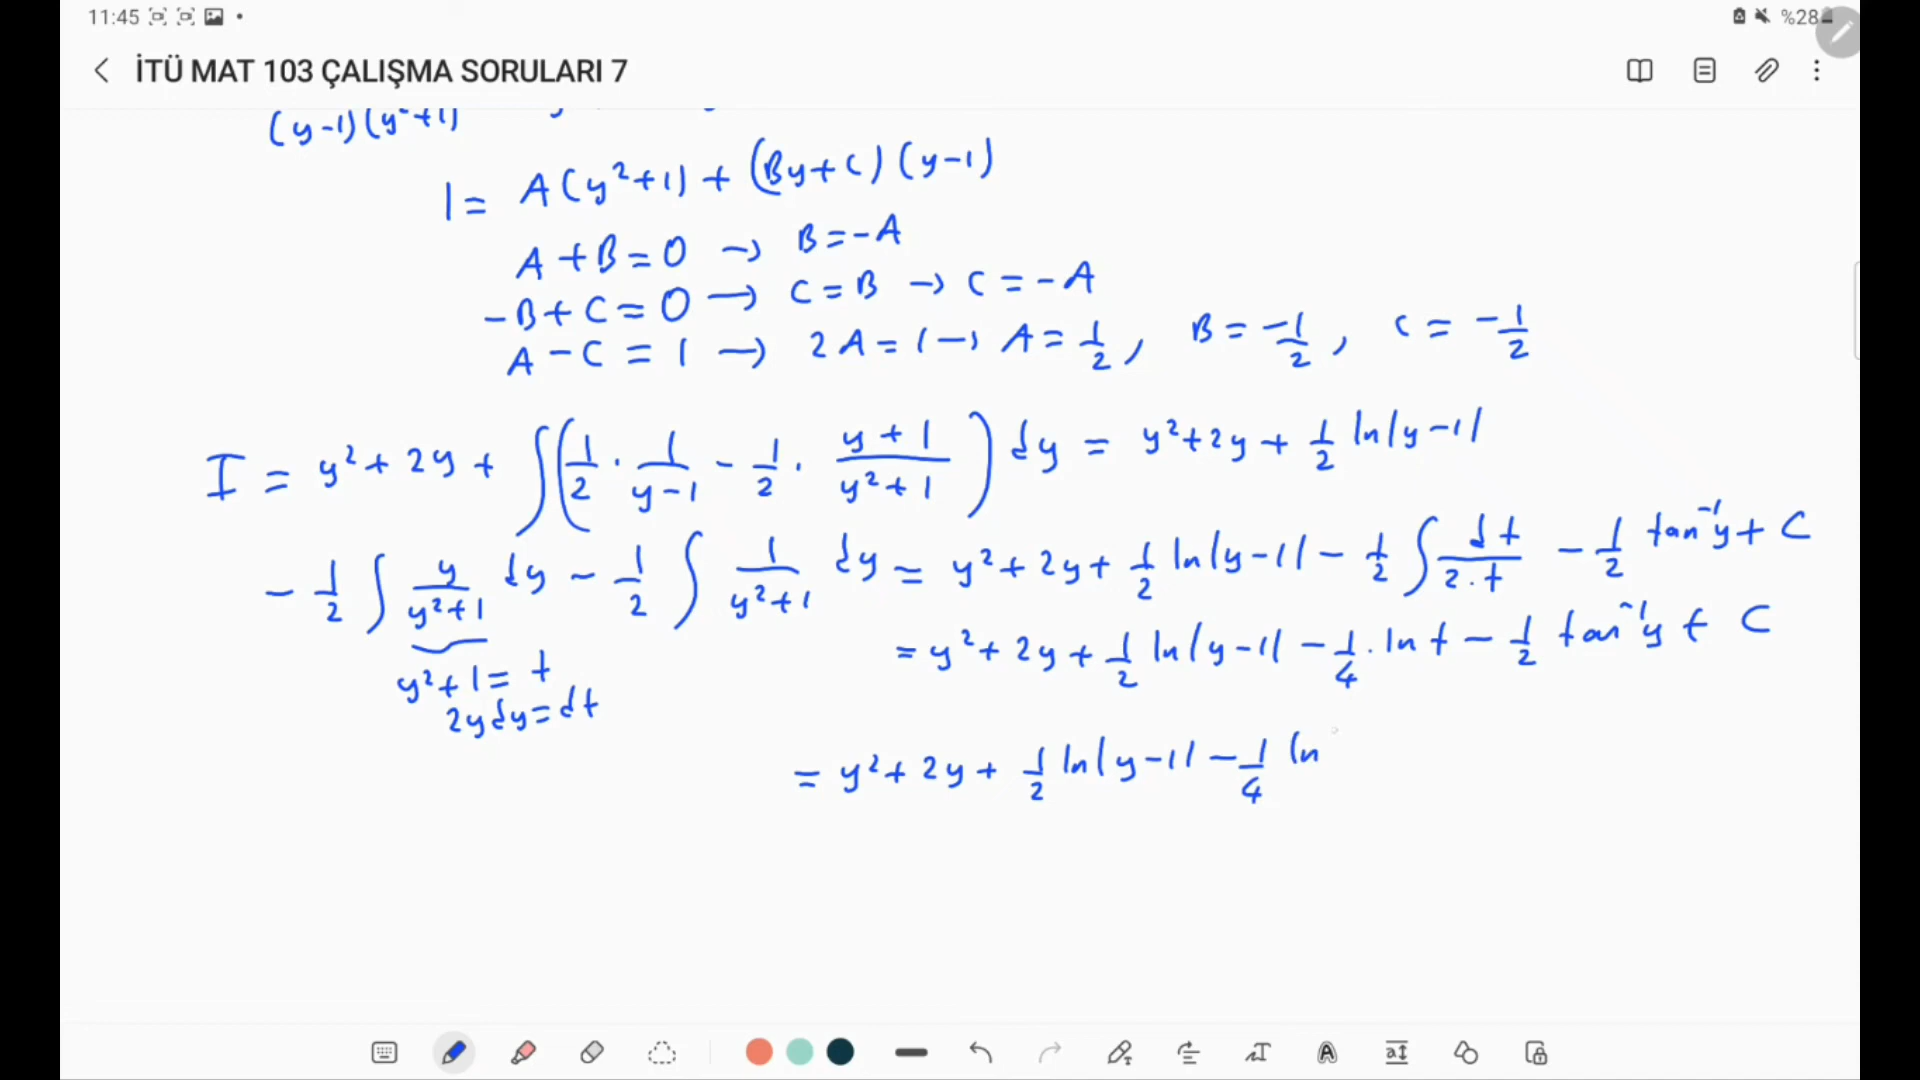 11:45 %28
İTÜ MAT 103 ÇALIŞMA SORULARI 7
(y-1)(y²+1)
1 = A(y²+1) + (By+C)(y-1)
A + B = 0 → B = -A
-B + C = 0 → C = B → C = -A
A - C = 1 → 2A = 1 → A = 1/2, B = -1/2, C = -1/2
I = y² + 2y + ∫(1/2 · 1/(y-1) - 1/2 · (y+1)/(y²+1)) dy = y² + 2y + 1/2 ln|y-1|
- 1/2 ∫ y/(y²+1) dy - 1/2 ∫ 1/(y²+1) dy = y² + 2y + 1/2 ln|y-1| - 1/2 ∫ dt/(2.t) - 1/2 tan⁻¹y + C
= y² + 2y + 1/2 ln|y-1| - 1/4 . ln t - 1/2 tan⁻¹y + C
y² + 1 = t
2y dy = dt
= y² + 2y + 1/2 ln|y-1| - 1/4 ln